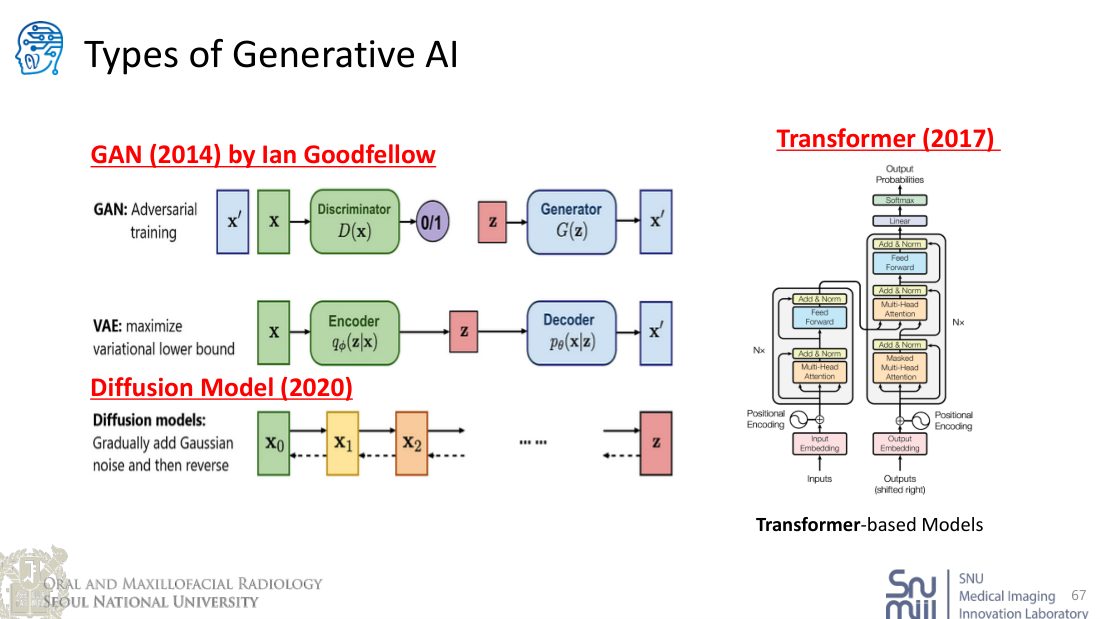 Types of Generative AI
GAN (2014) by Ian Goodfellow
GAN: Adversarial
training
x′
x
Discriminator
D(x)
0/1
z
Generator
G(z)
x′
VAE: maximize
variational lower bound
x
Encoder
qϕ(z|x)
z
Decoder
pθ(x|z)
x′
Diffusion Model (2020)
Diffusion models:
Gradually add Gaussian
noise and then reverse
x0
x1
x2
... ...
z
Transformer (2017)
Output
Probabilities
Softmax
Linear
Add & Norm
Feed
Forward
Add & Norm
Multi-Head
Attention
Add & Norm
Masked
Multi-Head
Attention
Nx
Add & Norm
Feed
Forward
Add & Norm
Multi-Head
Attention
Nx
Positional
Encoding
Positional
Encoding
Input
Embedding
Output
Embedding
Inputs
Outputs
(shifted right)
Transformer-based Models
ORAL AND MAXILLOFACIAL RADIOLOGY
SEOUL NATIONAL UNIVERSITY
SNU
mill
SNU
Medical Imaging
Innovation Laboratory
67